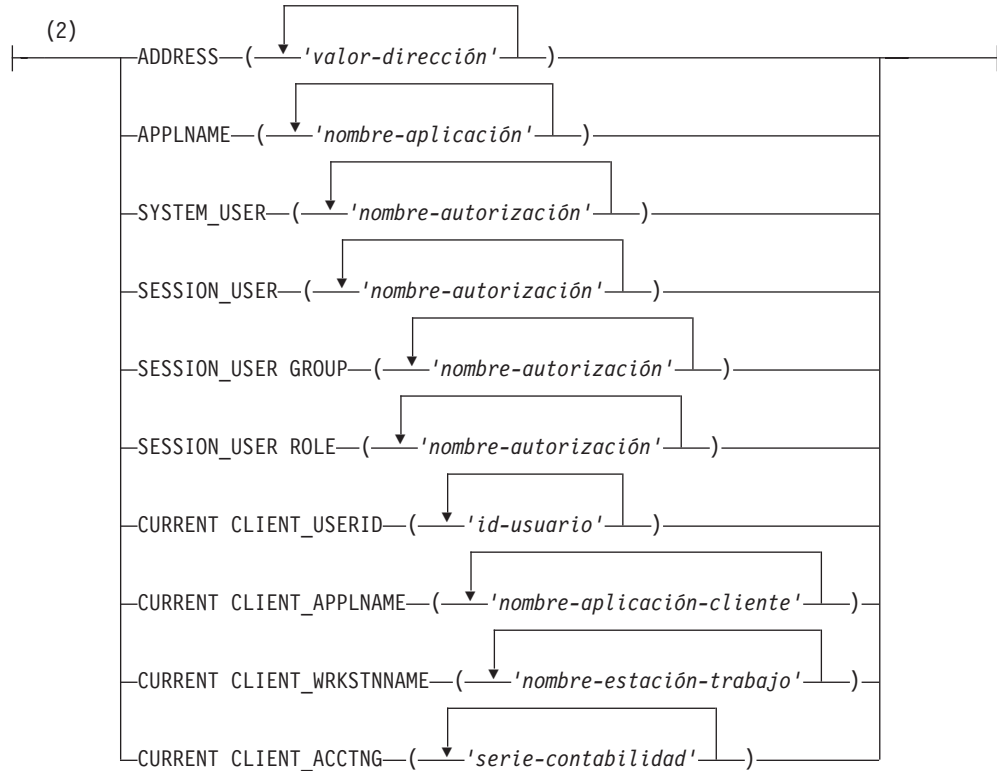 (2)
ADDRESS ( 'valor-dirección' )
APPLNAME ( 'nombre-aplicación' )
SYSTEM_USER ( 'nombre-autorización' )
SESSION_USER ( 'nombre-autorización' )
SESSION_USER GROUP ( 'nombre-autorización' )
SESSION_USER ROLE ( 'nombre-autorización' )
CURRENT CLIENT_USERID ( 'id-usuario' )
CURRENT CLIENT_APPLNAME ( 'nombre-aplicación-cliente' )
CURRENT CLIENT_WRKSTNNAME ( 'nombre-estación-trabajo' )
CURRENT CLIENT_ACCTNG ( 'serie-contabilidad' )